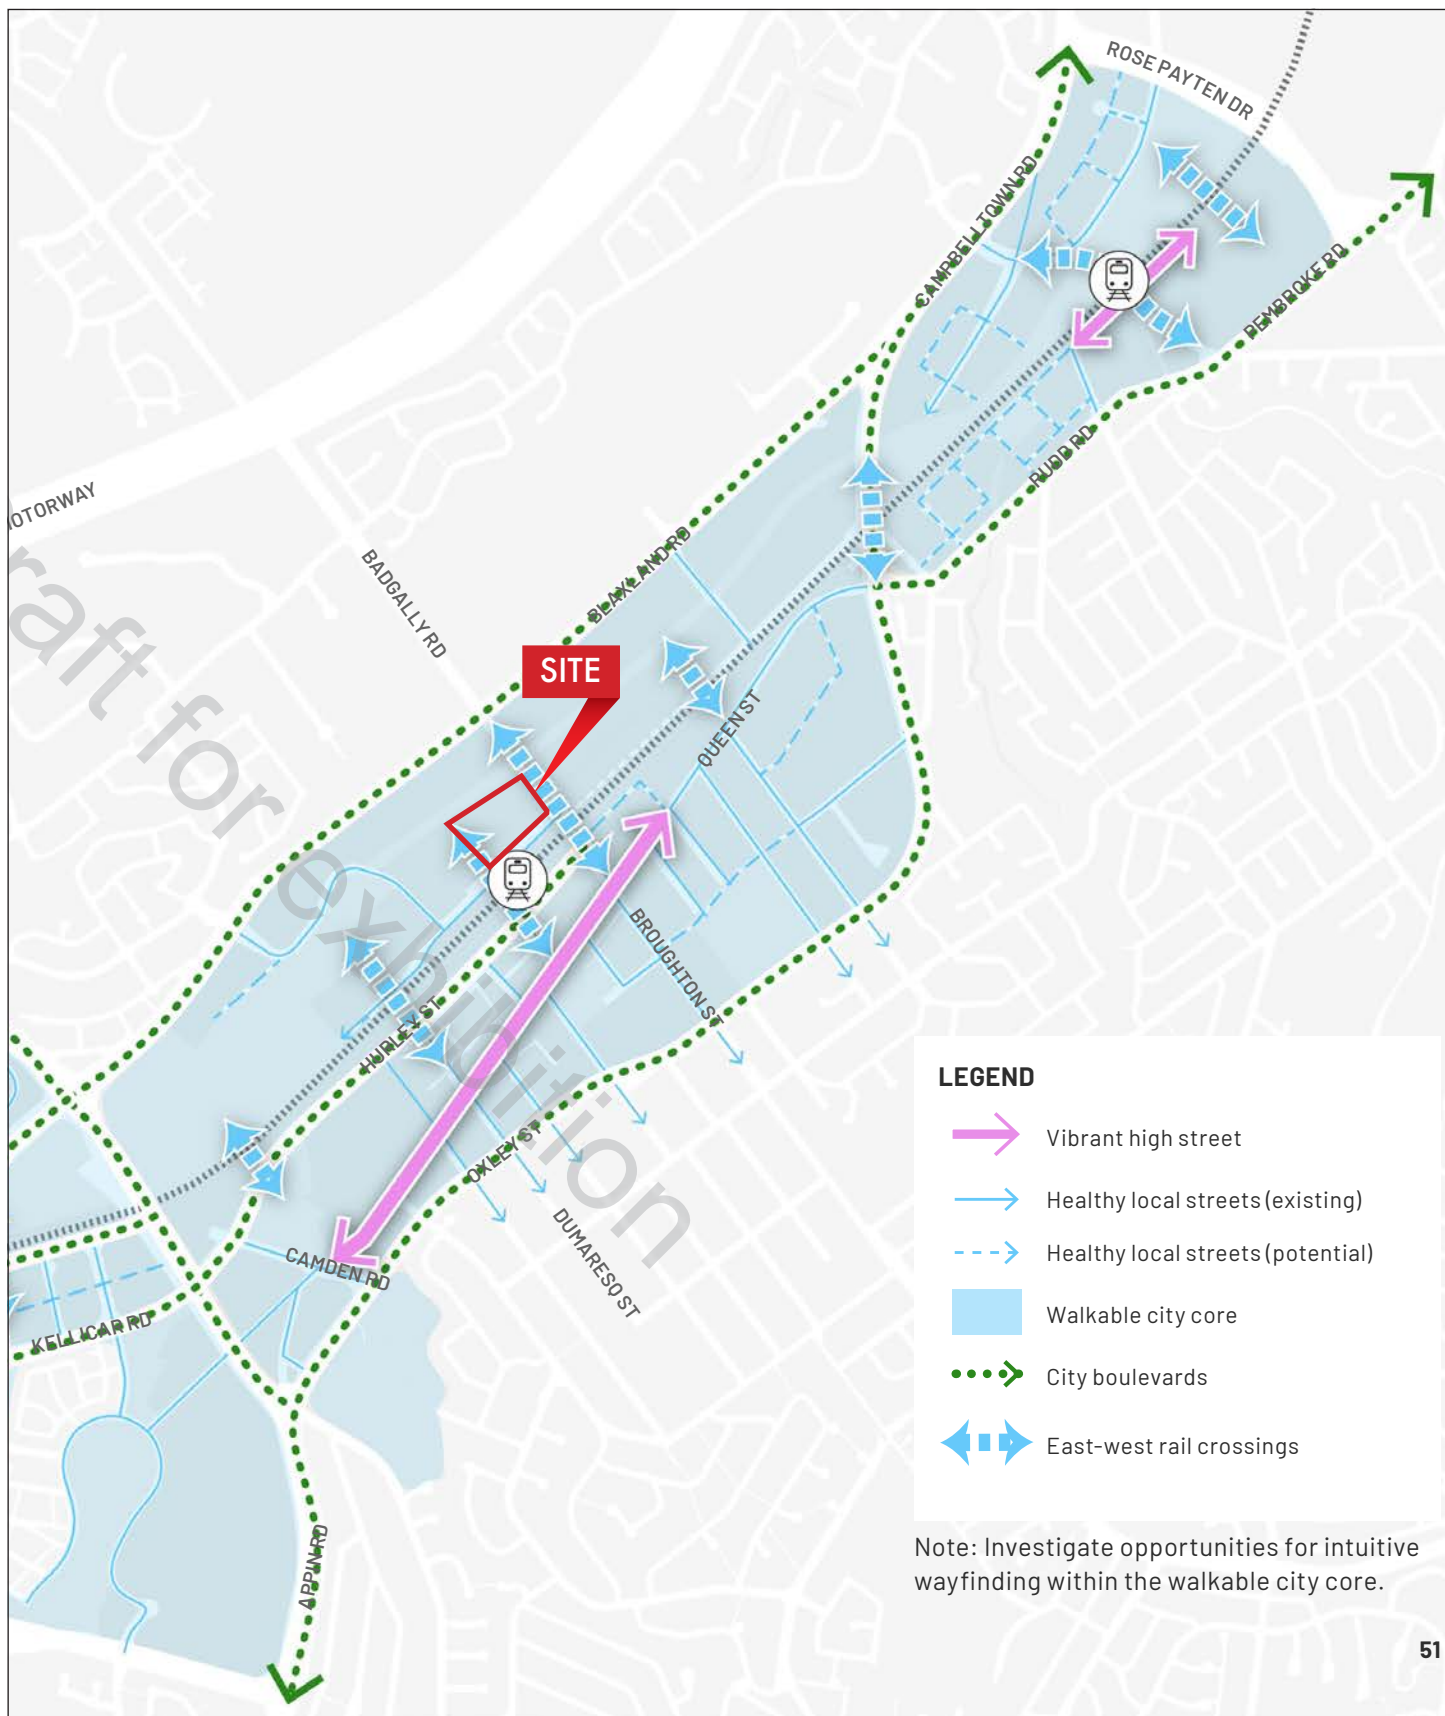 ROSE PAYTEN DR
CAMPBELLTOWN RD
PEMBROKE RD
RUDD RD
OTORWAY
BADGALLY RD
BLAXLAND RD
SITE
QUEEN ST
BROUGHTON ST
HURLEY ST
OXLEY ST
DUMARESQ ST
CAMDEN RD
KELLICAR RD
APPIN RD
raft for exhibition
LEGEND
Vibrant high street
Healthy local streets (existing)
Healthy local streets (potential)
Walkable city core
City boulevards
East-west rail crossings
Note: Investigate opportunities for intuitive
wayfinding within the walkable city core.
51